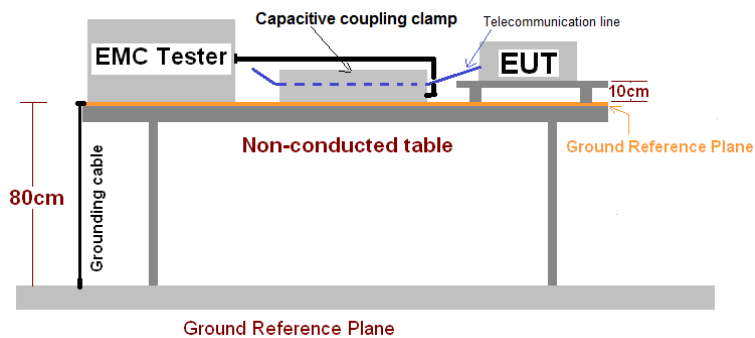 Capacitive coupling clamp
Telecommunication line
EMC Tester
EUT
10cm
Non-conducted table
Ground Reference Plane
80cm
Grounding cable
Ground Reference Plane